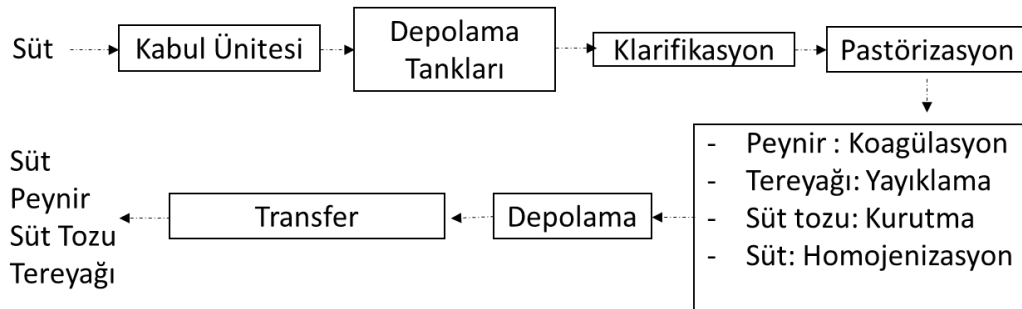 Süt
Kabul Ünitesi
Depolama
Tankları
Klarifikasyon
Pastörizasyon
- Peynir : Koagülasyon
- Tereyağı: Yayıklama
- Süt tozu: Kurutma
- Süt: Homojenizasyon
Depolama
Transfer
Süt
Peynir
Süt Tozu
Tereyağı